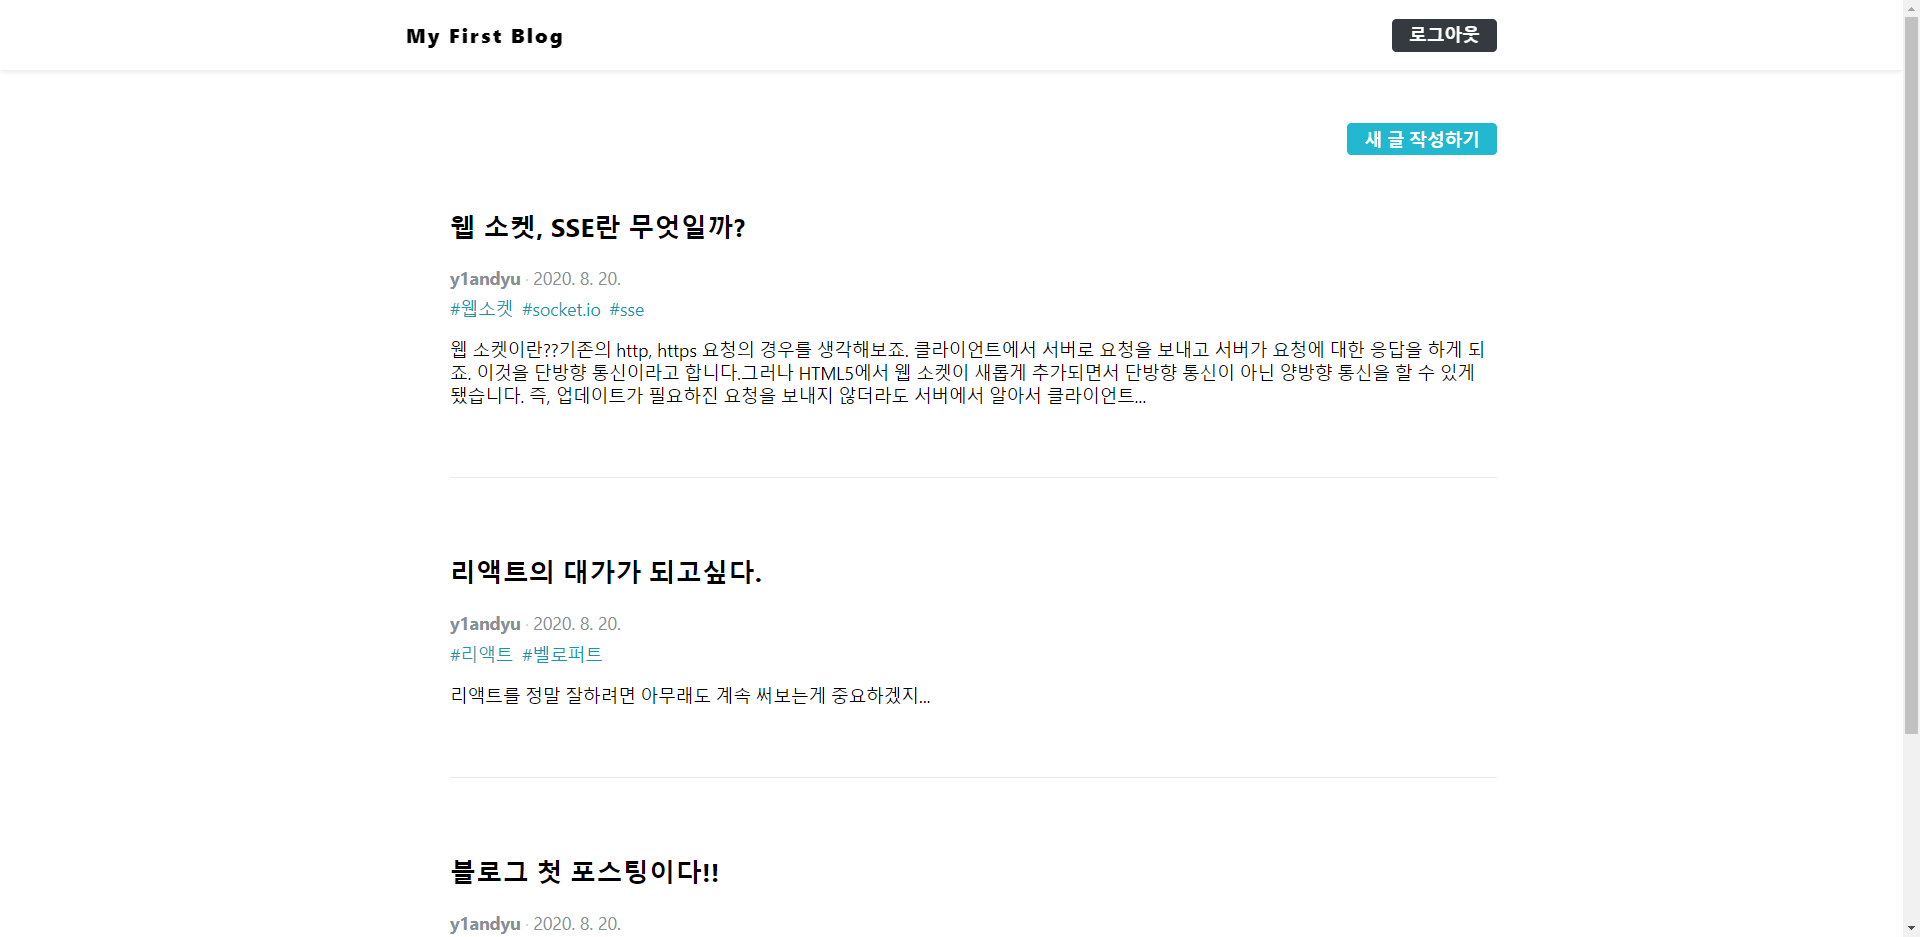 My First Blog
로그아웃
새 글 작성하기
웹 소켓, SSE란 무엇일까?
y1andyu · 2020. 8. 20.
#웹소켓 #socket.io #sse
웹 소켓이란??기존의 http, https 요청의 경우를 생각해보죠. 클라이언트에서 서버로 요청을 보내고 서버가 요청에 대한 응답을 하게 되
죠. 이것을 단방향 통신이라고 합니다.그러나 HTML5에서 웹 소켓이 새롭게 추가되면서 단방향 통신이 아닌 양방향 통신을 할 수 있게
됐습니다. 즉, 업데이트가 필요하진 요청을 보내지 않더라도 서버에서 알아서 클라이언트...
리액트의 대가가 되고싶다.
y1andyu · 2020. 8. 20.
#리액트 #벨로퍼트
리액트를 정말 잘하려면 아무래도 계속 써보는게 중요하겠지...
블로그 첫 포스팅이다!!
y1andyu · 2020. 8. 20.